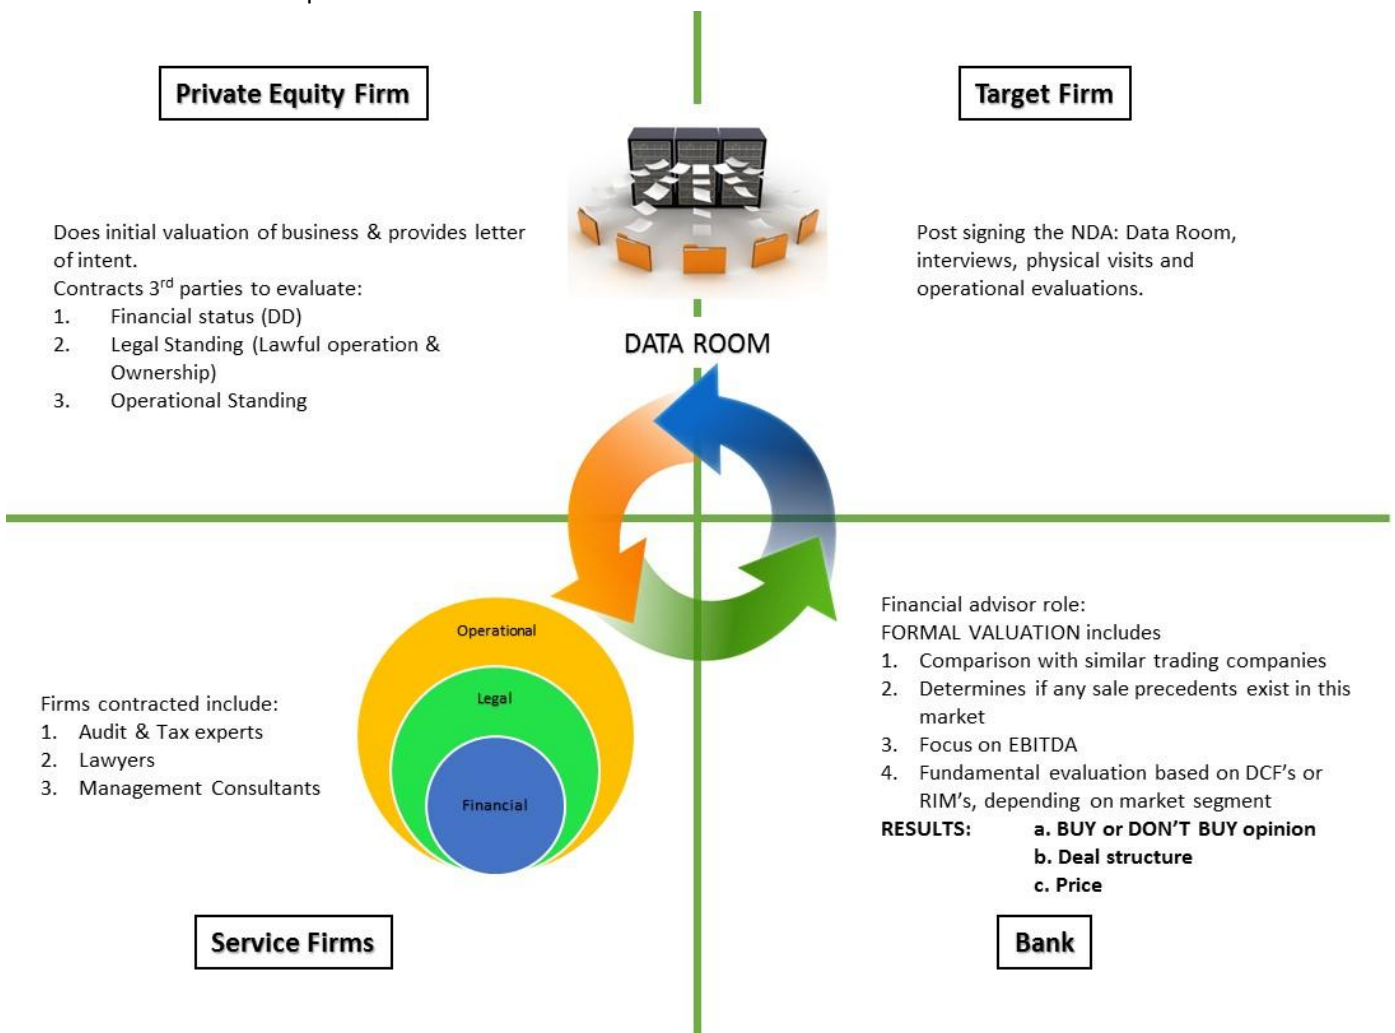 Private Equity Firm
Target Firm
Does initial valuation of business & provides letter
of intent.
Contracts 3rd parties to evaluate:
1. Financial status (DD)
2. Legal Standing (Lawful operation &
Ownership)
3. Operational Standing
Post signing the NDA: Data Room,
interviews, physical visits and
operational evaluations.
DATA ROOM
Operational
Legal
Financial
Firms contracted include:
1. Audit & Tax experts
2. Lawyers
3. Management Consultants
Financial advisor role:
FORMAL VALUATION includes
1. Comparison with similar trading companies
2. Determines if any sale precedents exist in this
market
3. Focus on EBITDA
4. Fundamental evaluation based on DCF's or
RIM's, depending on market segment
RESULTS: a. BUY or DON'T BUY opinion
b. Deal structure
c. Price
Service Firms
Bank